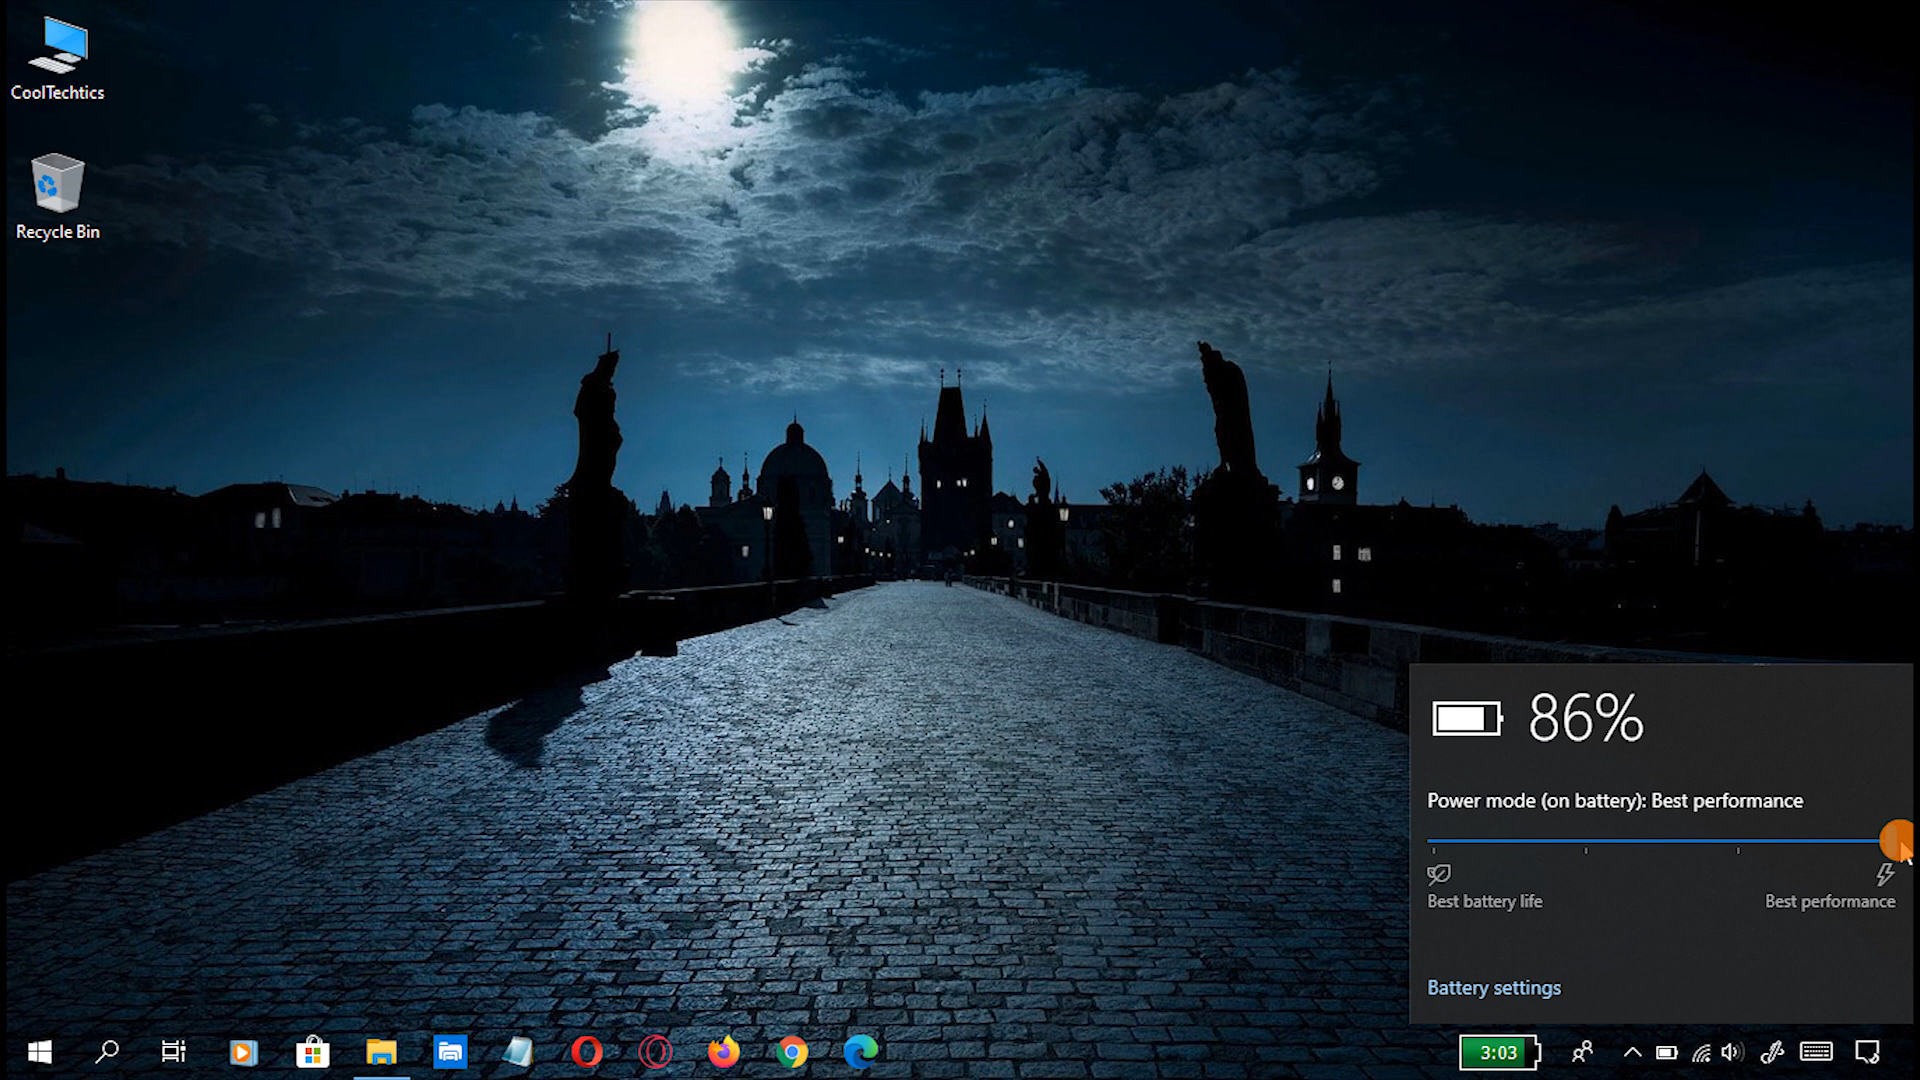 CoolTechtics
Recycle Bin
86%
Power mode (on battery): Best performance
Best battery life
Best performance
Battery settings
3:03